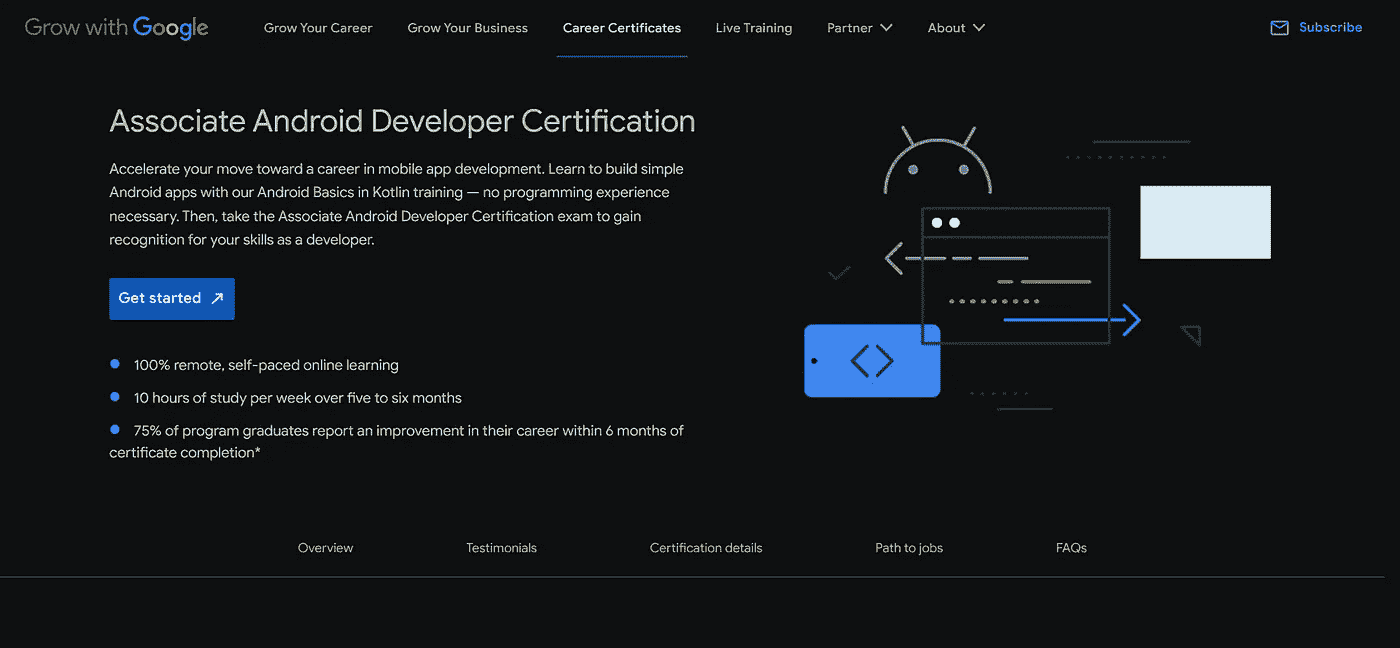 Grow with Google
Grow Your Career
Grow Your Business
Career Certificates
Live Training
Partner
About
Subscribe
Associate Android Developer Certification
Accelerate your move toward a career in mobile app development. Learn to build simple
Android apps with our Android Basics in Kotlin training — no programming experience
necessary. Then, take the Associate Android Developer Certification exam to gain
recognition for your skills as a developer.
Get started
100% remote, self-paced online learning
10 hours of study per week over five to six months
75% of program graduates report an improvement in their career within 6 months of
certificate completion*
Overview
Testimonials
Certification details
Path to jobs
FAQs